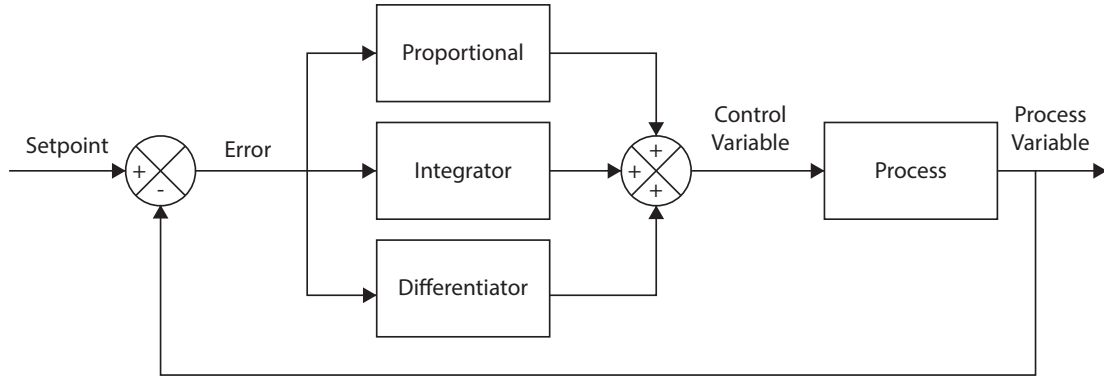 Proportional
Setpoint
+
-
Error
Integrator
+
+
+
Control
Variable
Process
Process
Variable
Differentiator